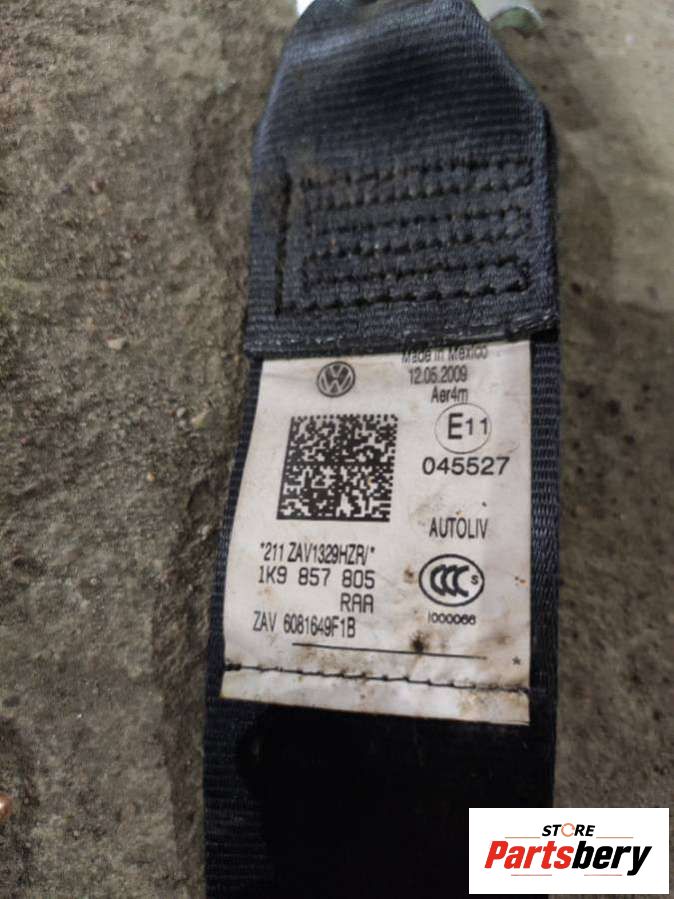 Made in Mexico
12.06.2009
Aer4m
E11
045527
AUTOLIV
*211 ZAV1329HZR/*
1K9 857 805
RAA
CCC S
I000066
ZAV 6081649F1B
*
STORE
Partsbery